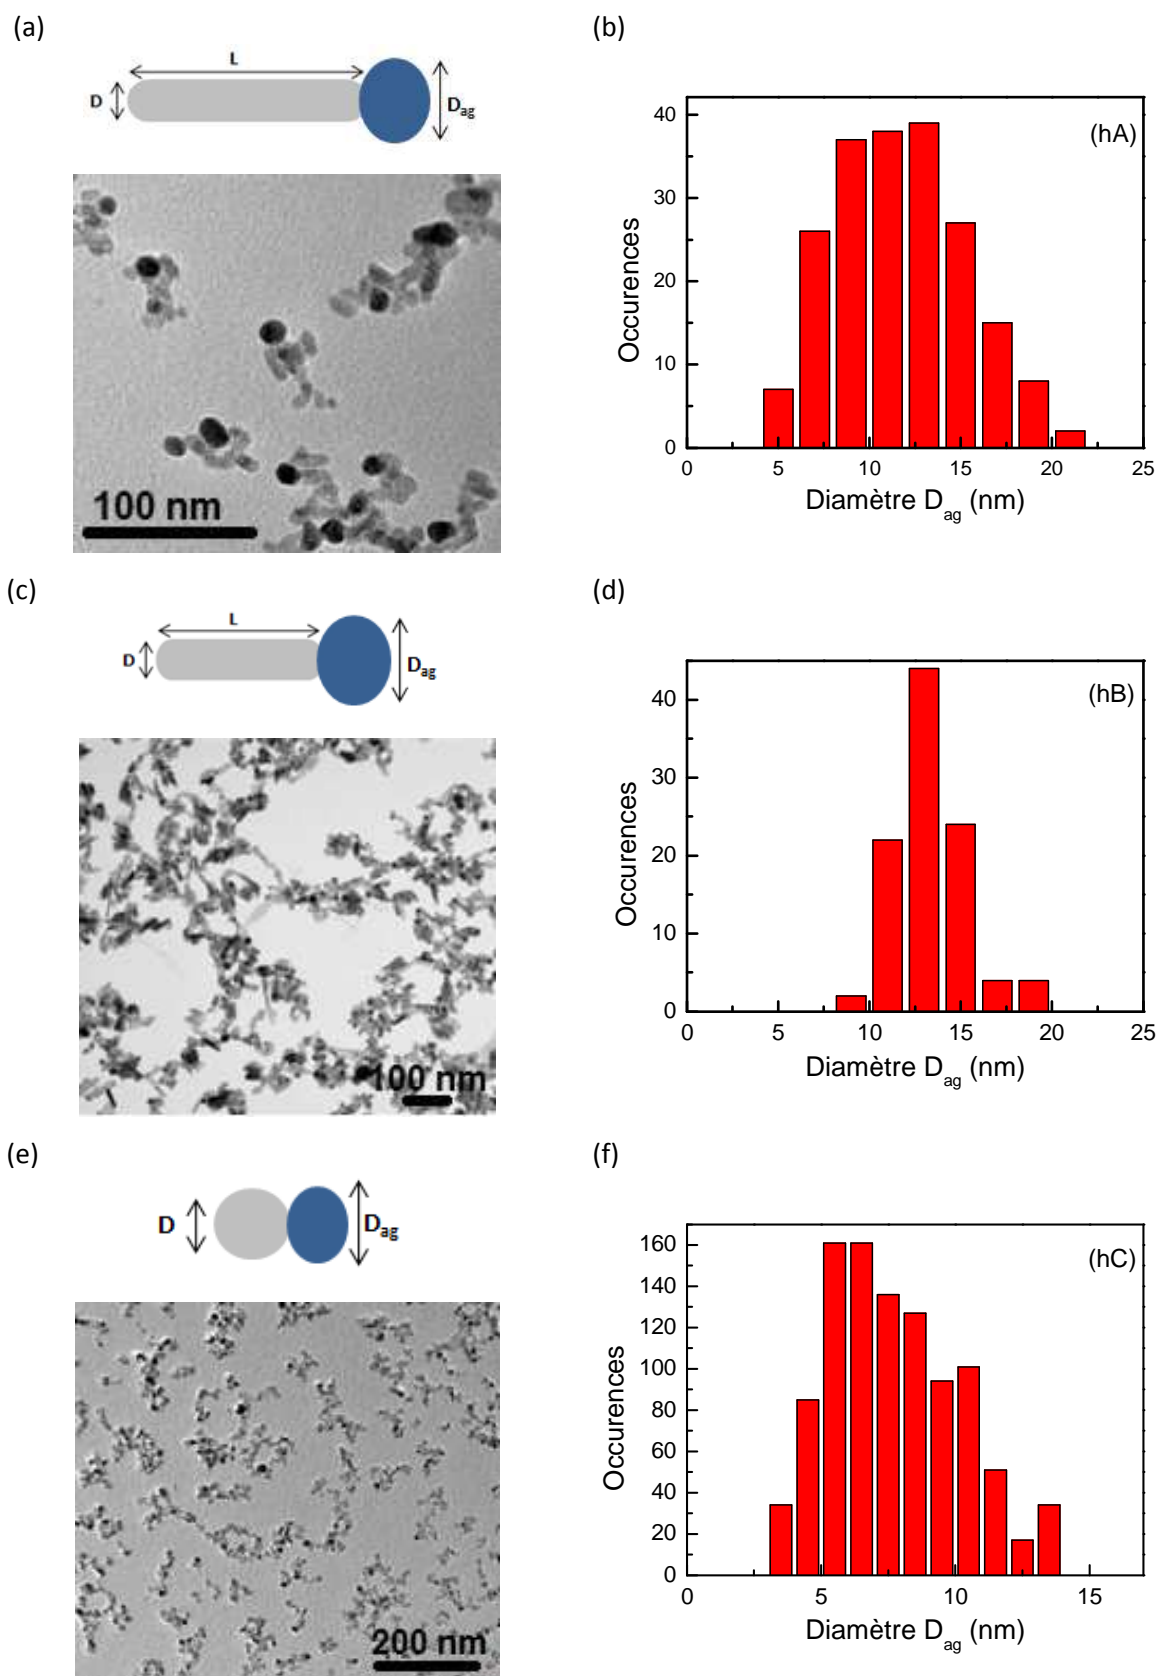 (a)
L
D
Dag
100 nm
(b)
(hA)
40
30
20
10
0
Occurences
0 5 10 15 20 25
Diamètre Dag (nm)
(c)
L
D
Dag
100 nm
(d)
(hB)
40
30
20
10
0
Occurences
0 5 10 15 20 25
Diamètre Dag (nm)
(e)
D
Dag
200 nm
(f)
(hC)
160
140
120
100
80
60
40
20
0
Occurences
0 5 10 15
Diamètre Dag (nm)